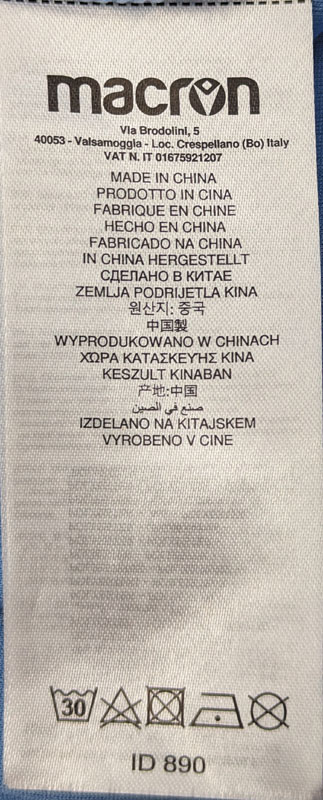 macron
Via Brodolini, 5
40053 - Valsamoggia - Loc. Crespellano (Bo) Italy
VAT N. IT 01675921207
MADE IN CHINA
PRODOTTO IN CINA
FABRIQUE EN CHINE
HECHO EN CHINA
FABRICADO NA CHINA
IN CHINA HERGESTELLT
СДЕЛАНО В КИТАЕ
ZEMLJA PODRIJETLA KINA
원산지: 중국
中国製
WYPRODUKOWANO W CHINACH
ΧΩΡΑ ΚΑΤΑΣΚΕΥΗΣ ΚΙΝΑ
KESZULT KINABAN
产地:中国
صنع في الصين
IZDELANO NA KITAJSKEM
VYROBENO V CINE
30
ID 890